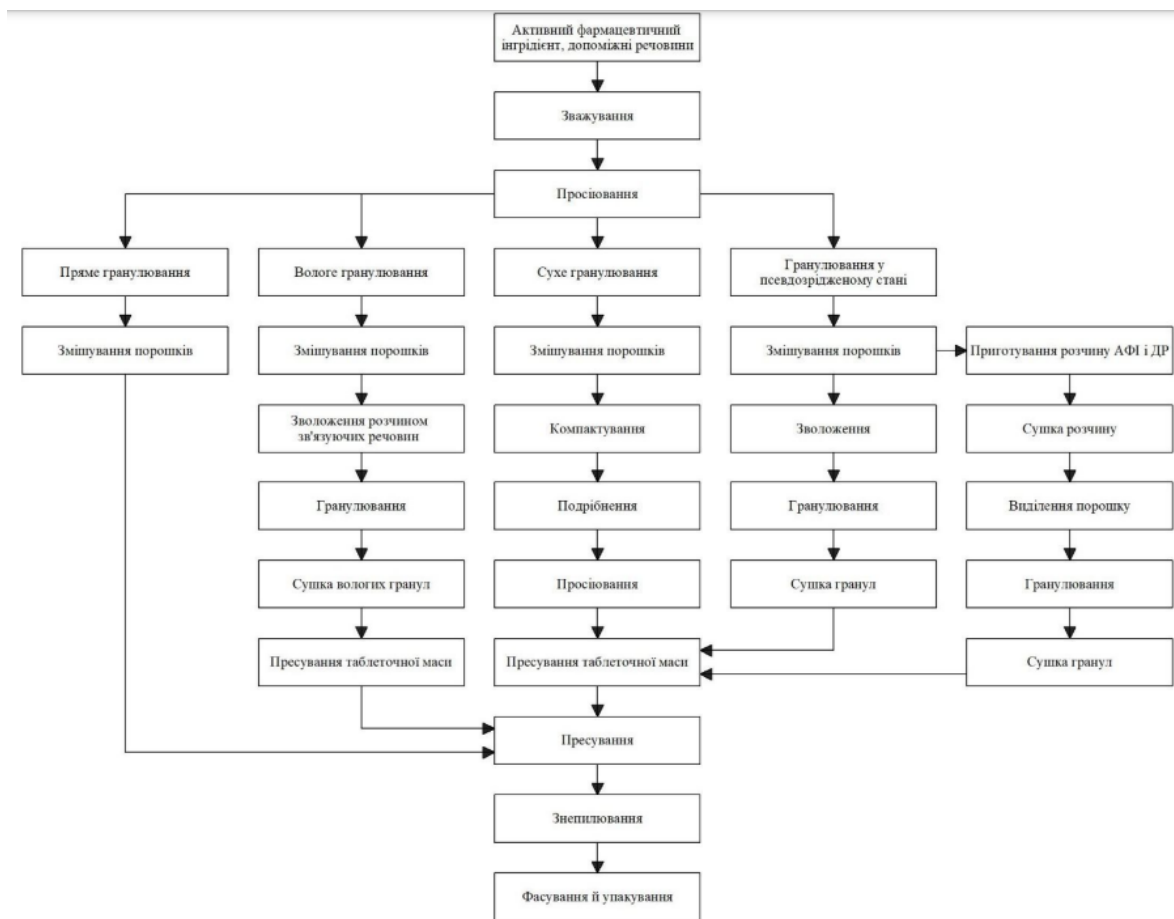 Активний фармацевтичний
інгрідієнт, допоміжні речовини
Зважування
Просіювання
Пряме гранулювання
Вологе гранулювання
Сухе гранулювання
Гранулювання у
псевдозрідженому стані
Змішування порошків
Змішування порошків
Змішування порошків
Змішування порошків
Приготування розчину АФІ і ДР
Зволоження розчином
зв'язуючих речовин
Компактування
Зволоження
Сушка розчину
Гранулювання
Подрібнення
Гранулювання
Виділення порошку
Сушка вологих гранул
Просіювання
Сушка гранул
Гранулювання
Пресування таблеточної маси
Пресування таблеточної маси
Сушка гранул
Пресування
Знепилювання
Фасування й упакування